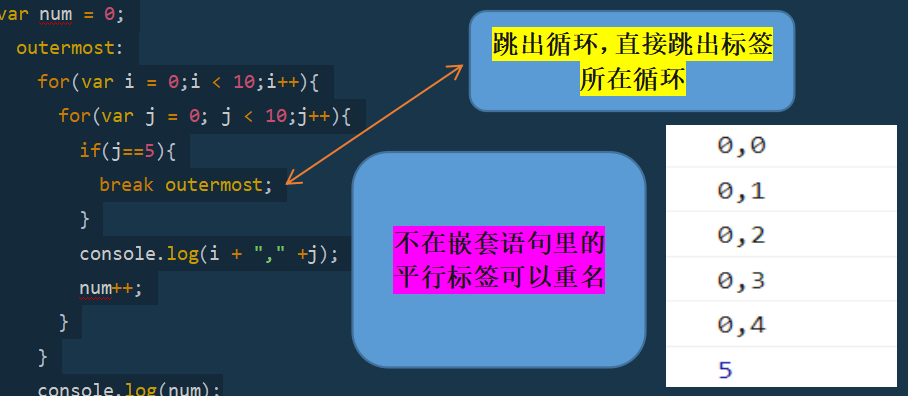 var num = 0;
outermost:
for(var i = 0;i < 10;i++){
for(var j = 0; j < 10;j++){
if(j==5){
break outermost;
}
console.log(i + "," +j);
num++;
}
}
console.log(num);
跳出循环,直接跳出标签
所在循环
不在嵌套语句里的
平行标签可以重名
0,0
0,1
0,2
0,3
0,4
5